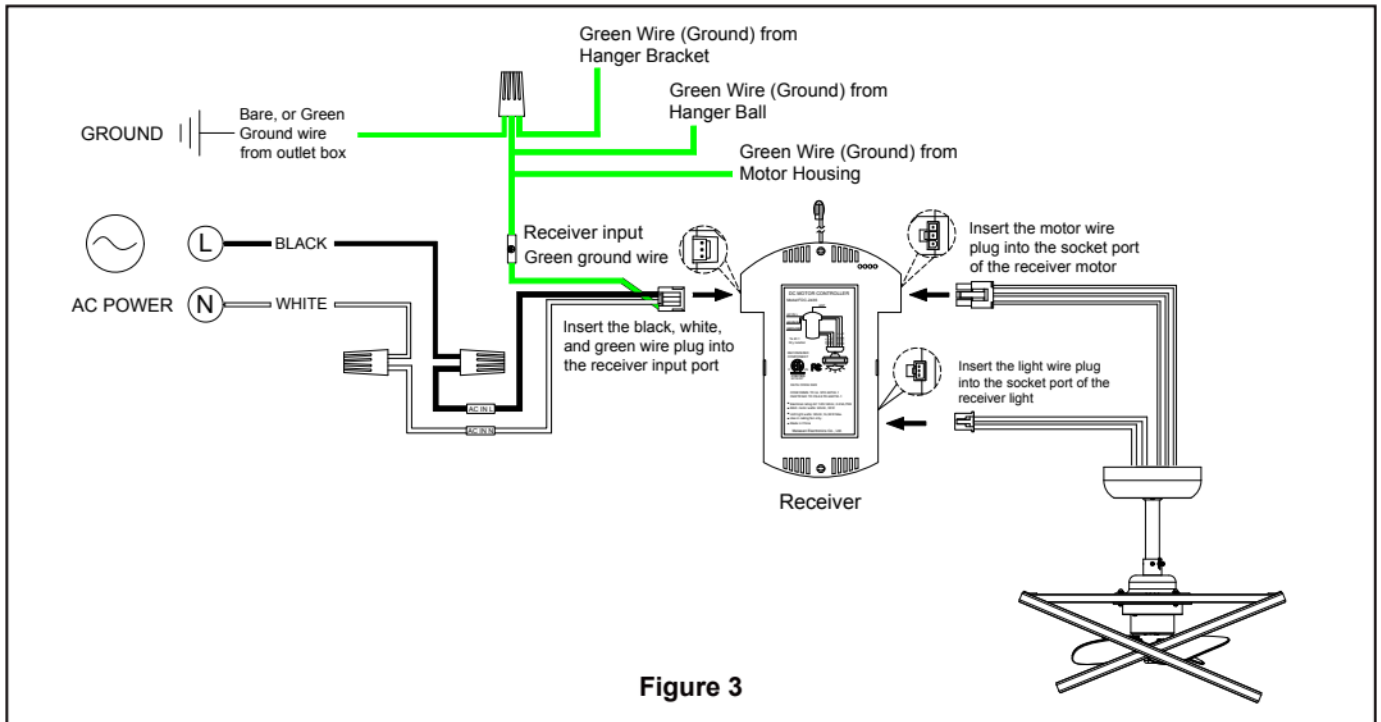 Green Wire (Ground) from
Hanger Bracket
Green Wire (Ground) from
Hanger Ball
GROUND
Bare, or Green
Ground wire
from outlet box
Green Wire (Ground) from
Motor Housing
Receiver input
Green ground wire
Insert the motor wire
plug into the socket port
of the receiver motor
L
BLACK
AC POWER
N
WHITE
Insert the black, white,
and green wire plug into
the receiver input port
DC MOTOR CONTROLLER
Insert the light wire plug
into the socket port of the
receiver light
AC IN L
AC IN N
Receiver
Figure 3